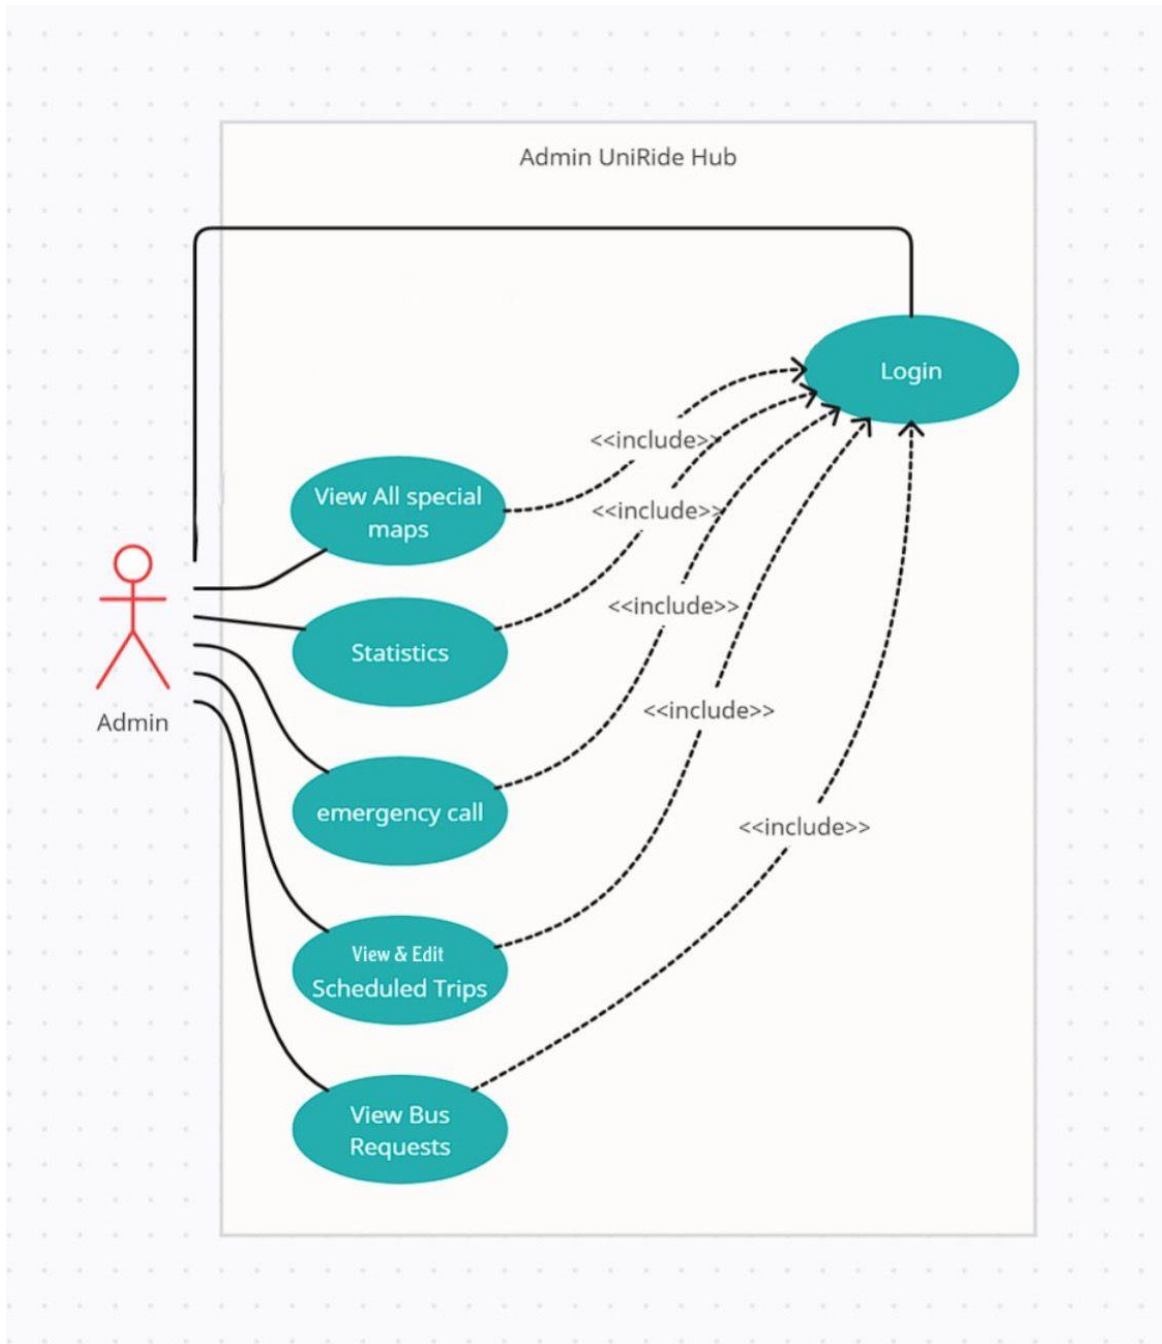 Admin UniRide Hub
Login
<<include>>
View All special
maps
<<include>>
<<include>>
Statistics
<<include>>
Admin
emergency call
<<include>>
View & Edit
Scheduled Trips
View Bus
Requests